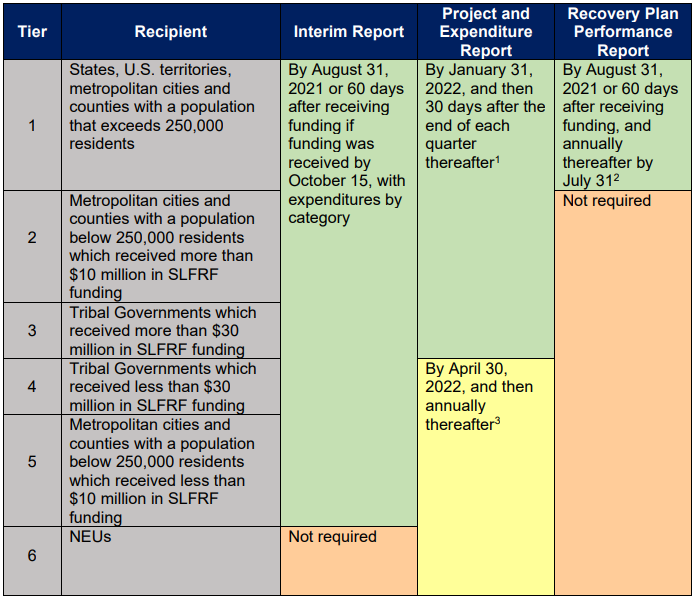 Tier
Recipient
Interim Report
Project and
Expenditure
Report
Recovery Plan
Performance
Report
1
States, U.S. territories,
metropolitan cities and
counties with a population
that exceeds 250,000
residents
By August 31,
2021 or 60 days
after receiving
funding if
funding was
received by
October 15, with
expenditures by
category
By January 31,
2022, and then
30 days after the
end of each
quarter
thereafter¹
By August 31,
2021 or 60 days
after receiving
funding, and
annually
thereafter by
July 31²
2
Metropolitan cities and
counties with a population
below 250,000 residents
which received more than
$10 million in SLFRF
funding
Not required
3
Tribal Governments which
received more than $30
million in SLFRF funding
4
Tribal Governments which
received less than $30
million in SLFRF funding
By April 30,
2022, and then
annually
thereafter³
5
Metropolitan cities and
counties with a population
below 250,000 residents
which received less than
$10 million in SLFRF
funding
6
NEUs
Not required